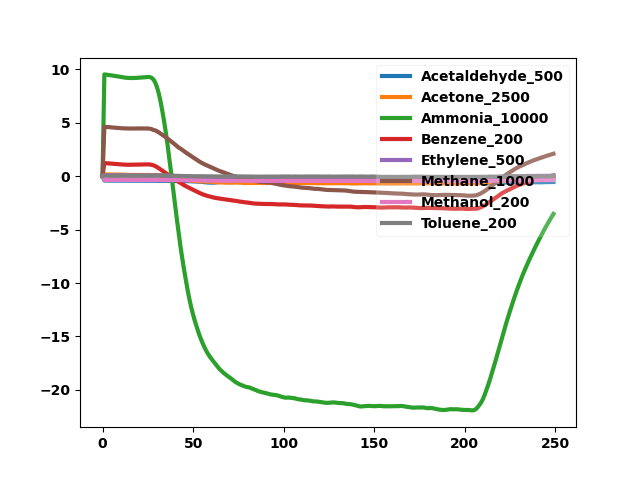 10
5
0
−5
−10
−15
−20
0
50
100
150
200
250
Acetaldehyde_500
Acetone_2500
Ammonia_10000
Benzene_200
Ethylene_500
Methane_1000
Methanol_200
Toluene_200